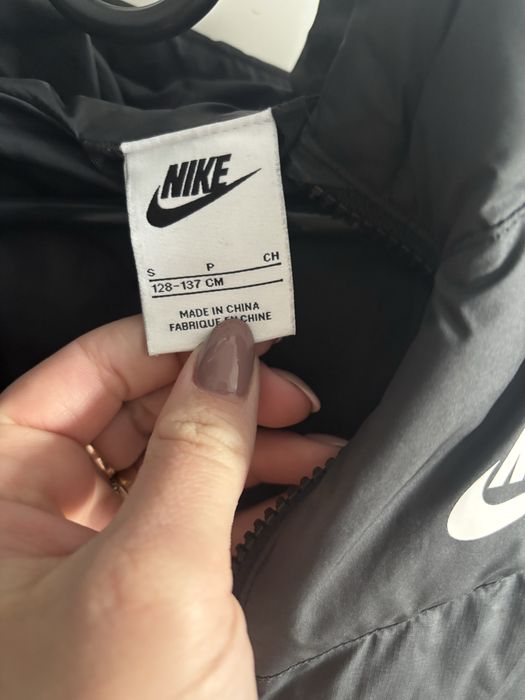 NIKE
S P CH
128-137 CM
MADE IN CHINA
FABRIQUE EN CHINE